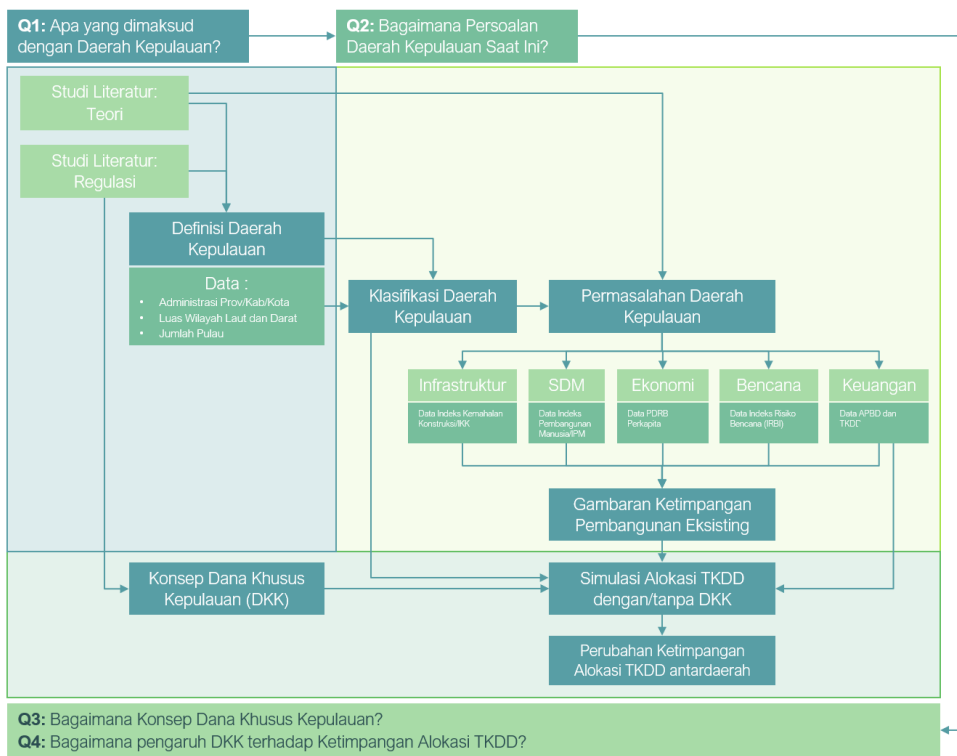 Q1: Apa yang dimaksud
dengan Daerah Kepulauan?
Q2: Bagaimana Persoalan
Daerah Kepulauan Saat Ini?
Studi Literatur:
Teori
Studi Literatur:
Regulasi
Definisi Daerah
Kepulauan
Data :
• Administrasi Prov/Kab/Kota
• Luas Wilayah Laut dan Darat
• Jumlah Pulau
Klasifikasi Daerah
Kepulauan
Permasalahan Daerah
Kepulauan
Infrastruktur
Data Indeks Kemahalan
Konstruksi/IKK
SDM
Data Indeks
Pembangunan
Manusia/IPM
Ekonomi
Data PDRB
Perkapita
Bencana
Data Indeks Risiko
Bencana (IRBI)
Keuangan
Data APBD dan
TKDD
Gambaran Ketimpangan
Pembangunan Eksisting
Konsep Dana Khusus
Kepulauan (DKK)
Simulasi Alokasi TKDD
dengan/tanpa DKK
Perubahan Ketimpangan
Alokasi TKDD antardaerah
Q3: Bagaimana Konsep Dana Khusus Kepulauan?
Q4: Bagaimana pengaruh DKK terhadap Ketimpangan Alokasi TKDD?